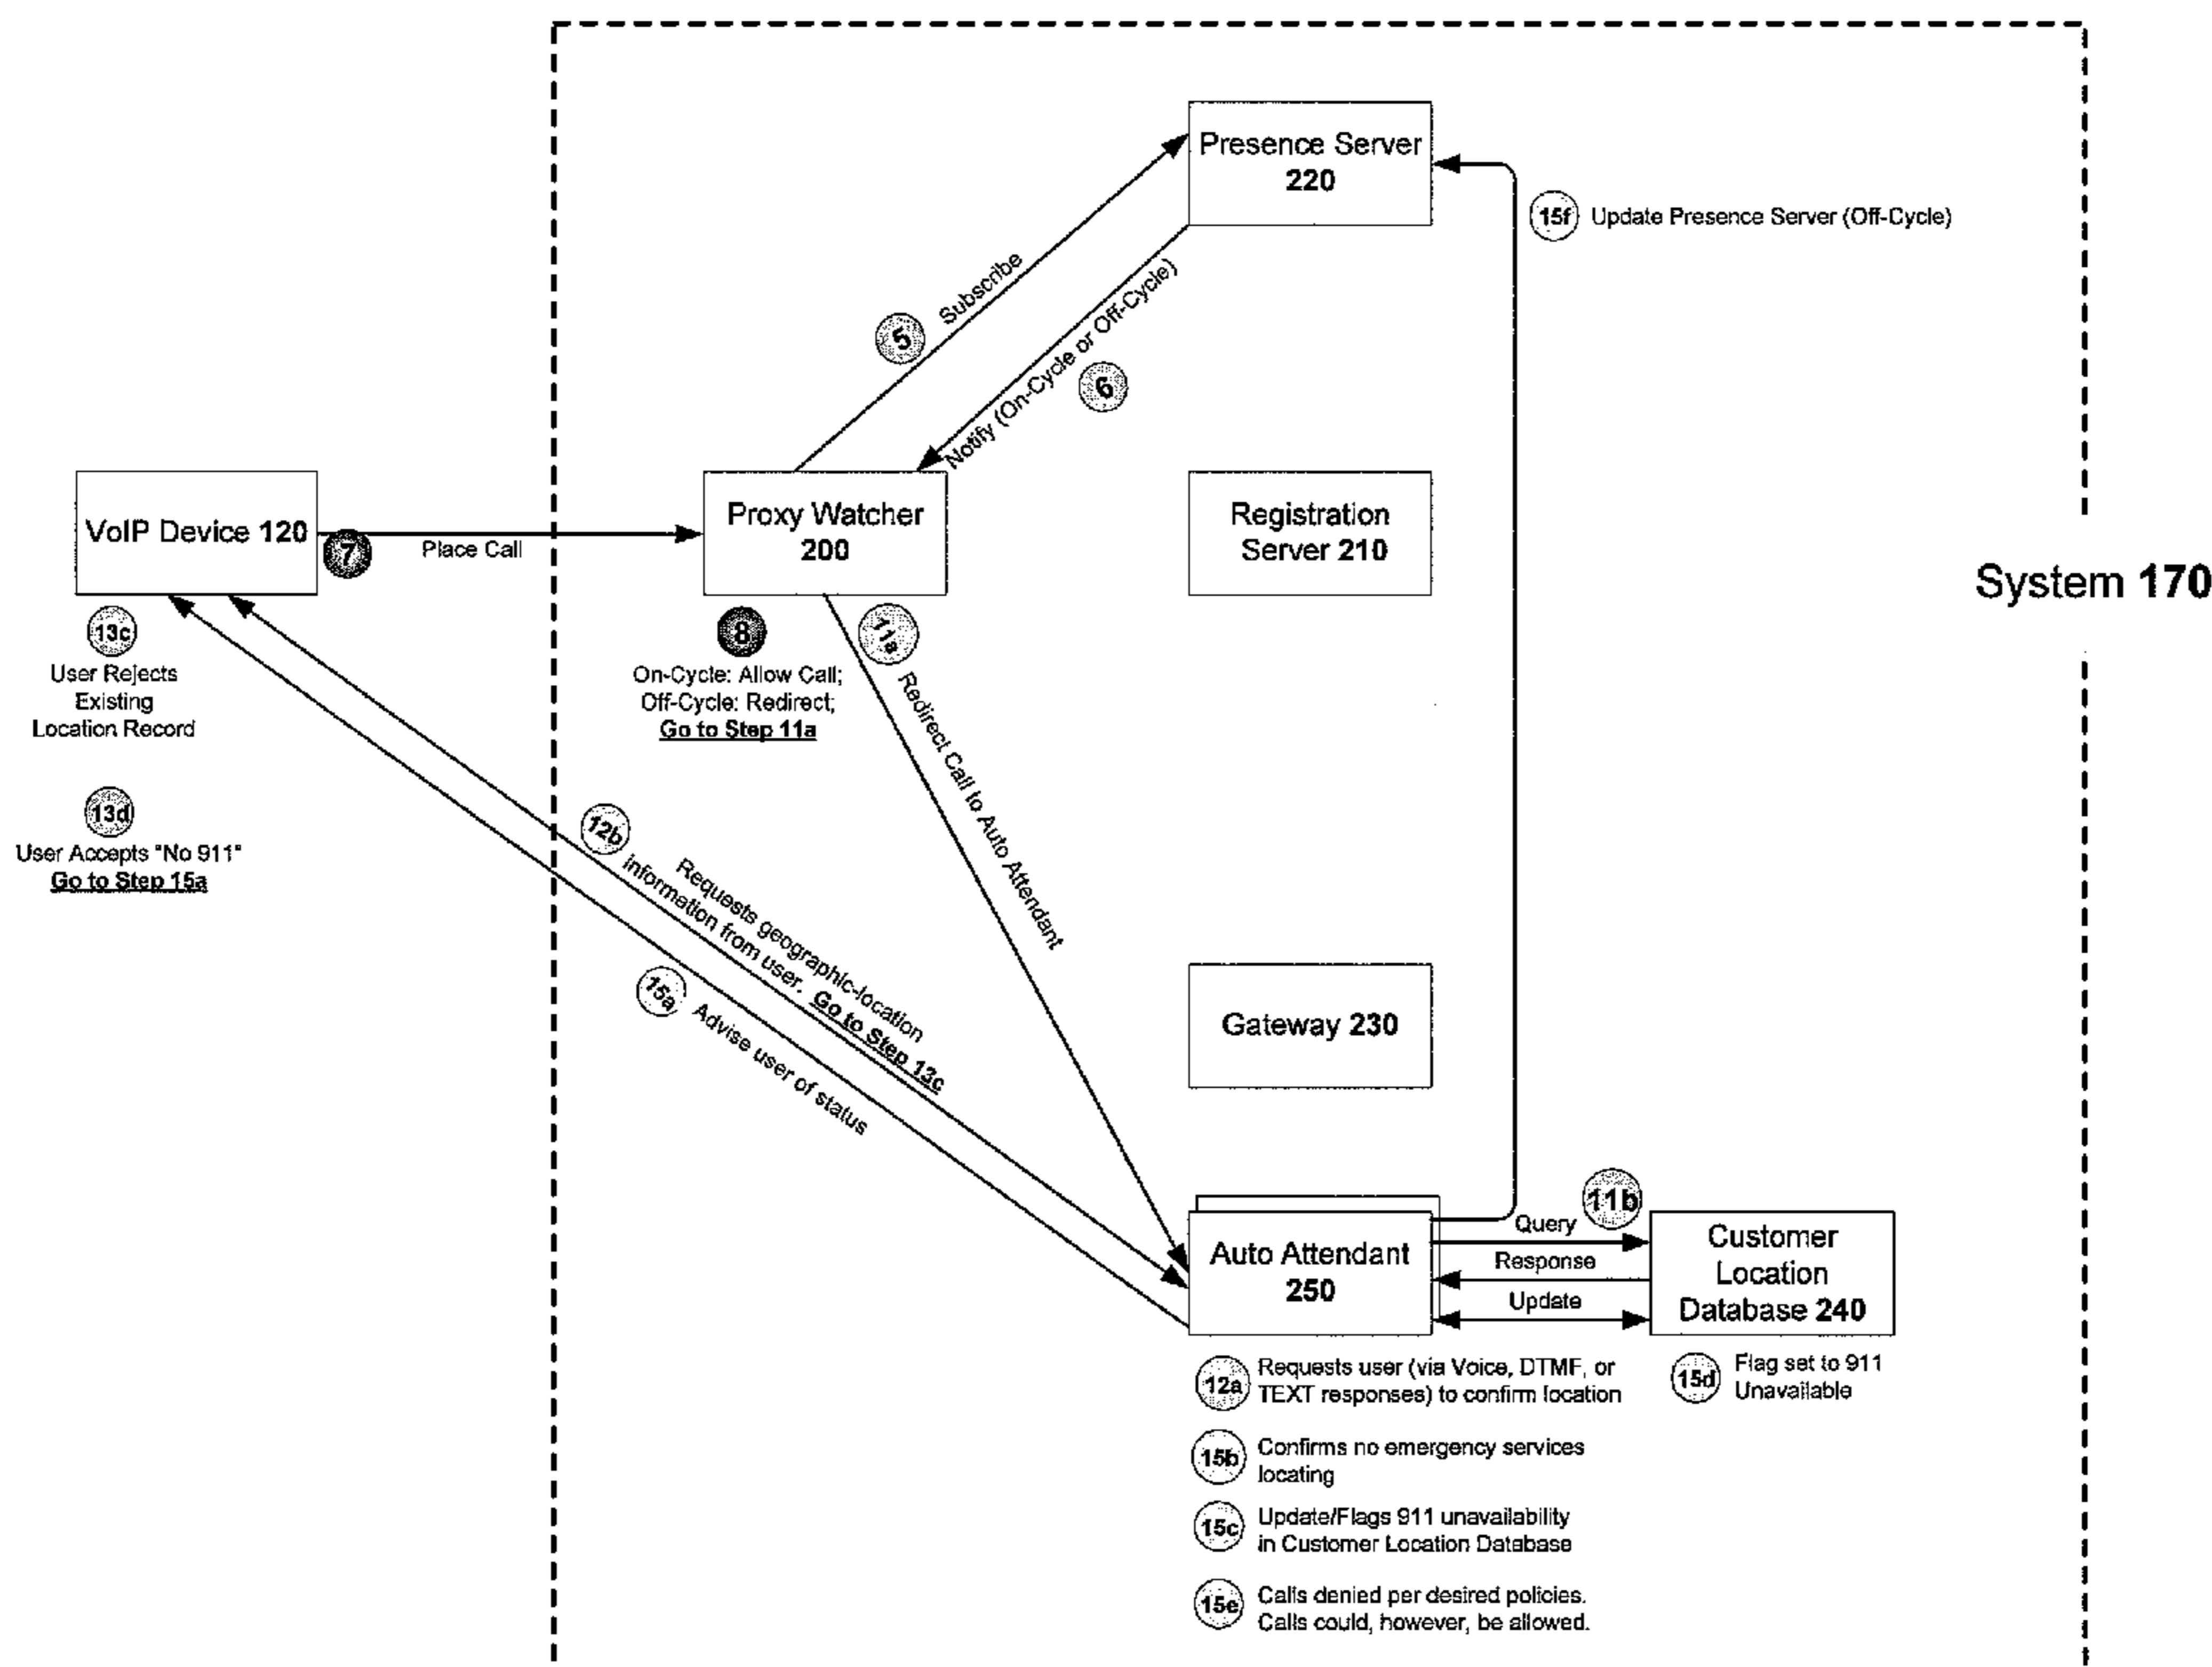 Presence Server
220
15f Update Presence Server (Off-Cycle)
5 Subscribe
Notify (On-Cycle or Off-Cycle)
6
VoIP Device 120
7
Place Call
Proxy Watcher
200
Registration
Server 210
System 170
13c
User Rejects
Existing
Location Record
8
On-Cycle: Allow Call;
Off-Cycle: Redirect;
Go to Step 11a
11a Redirect Call to Auto Attendant
13d
User Accepts "No 911"
Go to Step 15a
12b Requests geographic-location
information from user. Go to Step 13c
15a Advise user of status
Gateway 230
11b
Query
Response
Update
Auto Attendant
250
Customer
Location
Database 240
12a Requests user (via Voice, DTMF, or
TEXT responses) to confirm location
15d Flag set to 911
Unavailable
15b Confirms no emergency services
locating
15c Update/Flags 911 unavailability
in Customer Location Database
15e Calls denied per desired policies.
Calls could, however, be allowed.